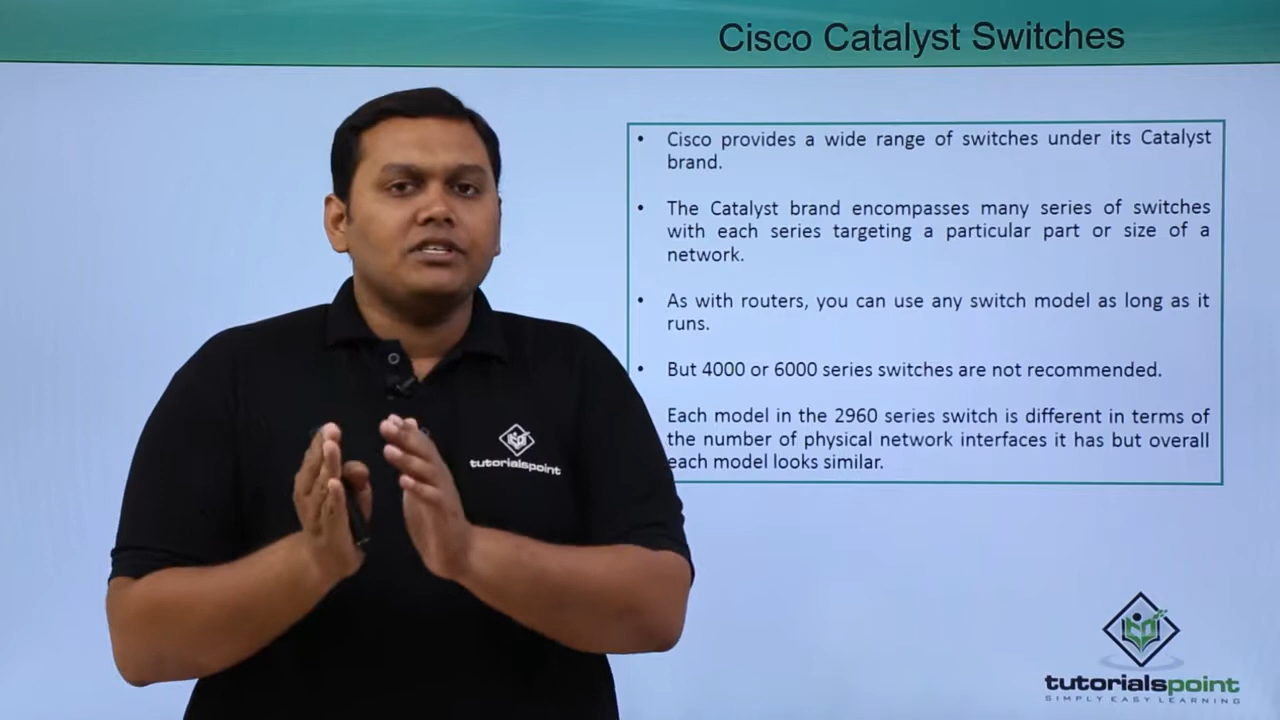 Cisco Catalyst Switches
• Cisco provides a wide range of switches under its Catalyst
brand.
• The Catalyst brand encompasses many series of switches
with each series targeting a particular part or size of a
network.
• As with routers, you can use any switch model as long as it
runs.
• But 4000 or 6000 series switches are not recommended.
Each model in the 2960 series switch is different in terms of
the number of physical network interfaces it has but overall
each model looks similar.
tutorialspoint
tutorialspoint
SIMPLY EASY LEARNING